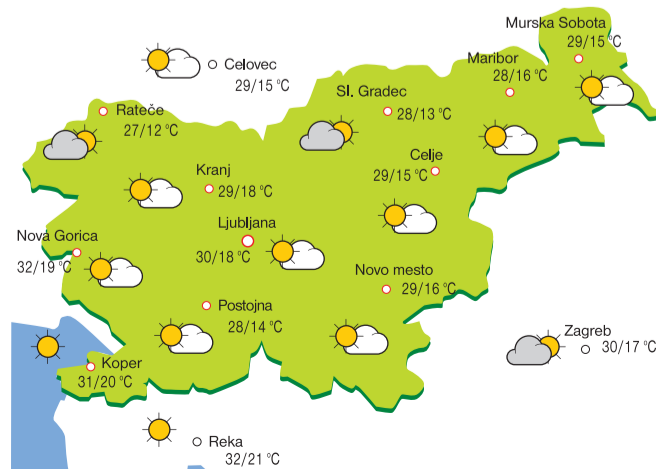 Murska Sobota
29/15 °C
Maribor
28/16 °C
Celovec
29/15 °C
Sl. Gradec
28/13 °C
Rateče
27/12 °C
Celje
29/15 °C
Kranj
29/18 °C
Ljubljana
30/18 °C
Nova Gorica
32/19 °C
Novo mesto
29/16 °C
Postojna
28/14 °C
Zagreb
30/17 °C
Koper
31/20 °C
Reka
32/21 °C